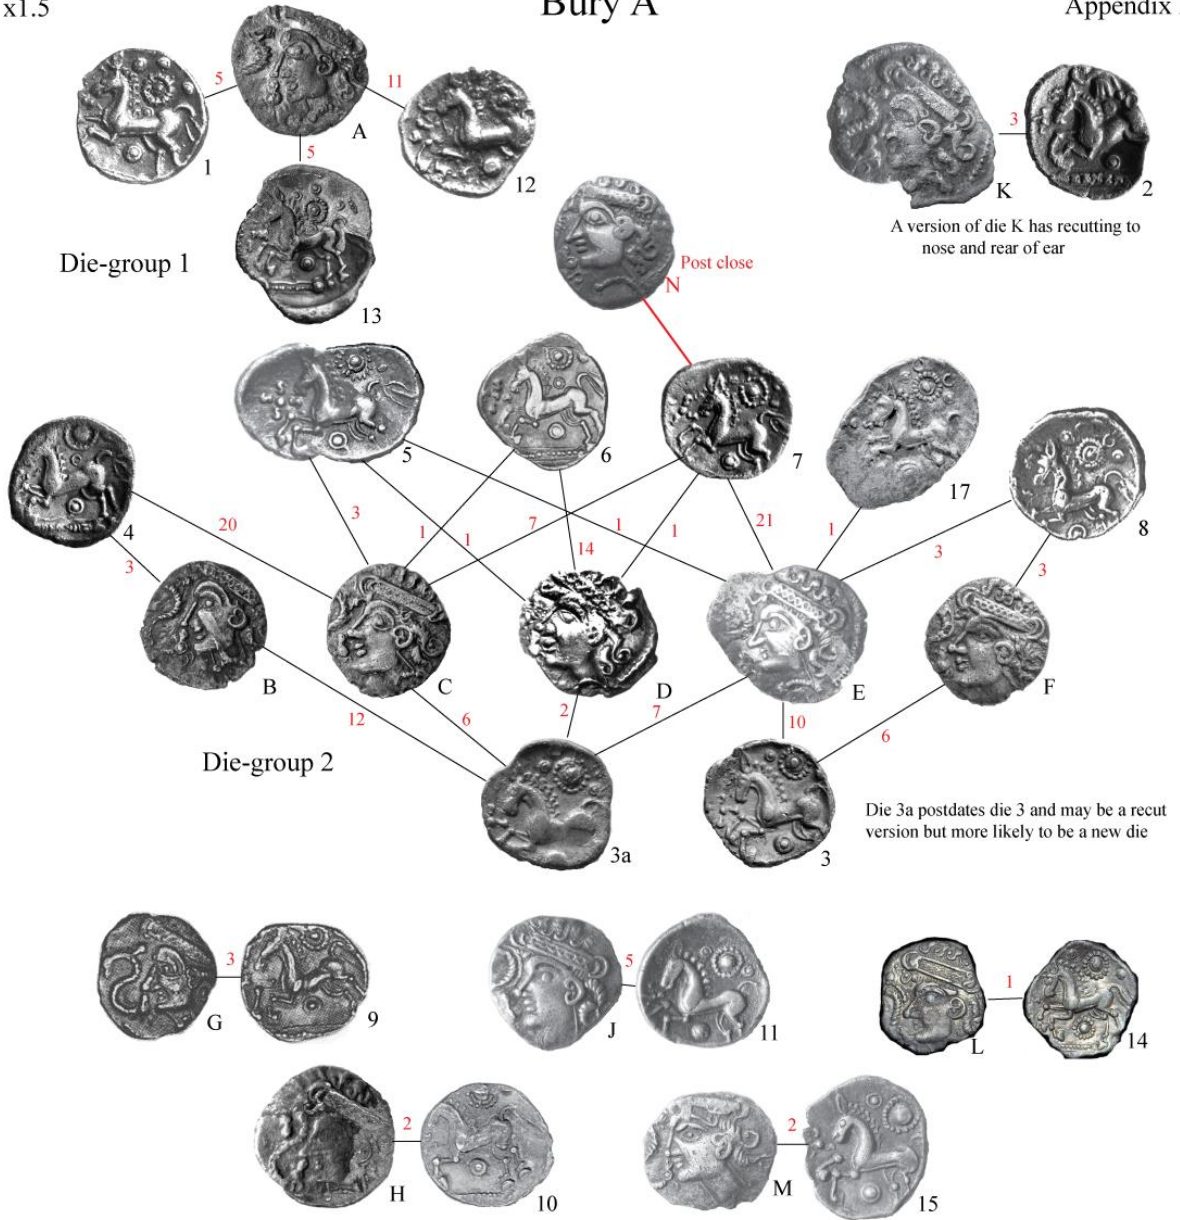 x1.5
Bury A
Appendix
5
11
A
1
5
12
13
Die-group 1
3
K
2
A version of die K has recutting to
nose and rear of ear
Post close
N
5
6
7
17
8
4
20
3
1
1
7
14
1
1
21
1
3
3
3
B
C
D
E
F
12
6
2
7
10
6
Die-group 2
3a
3
Die 3a postdates die 3 and may be a recut
version but more likely to be a new die
3
G
9
5
J
11
1
L
14
2
H
10
2
M
15